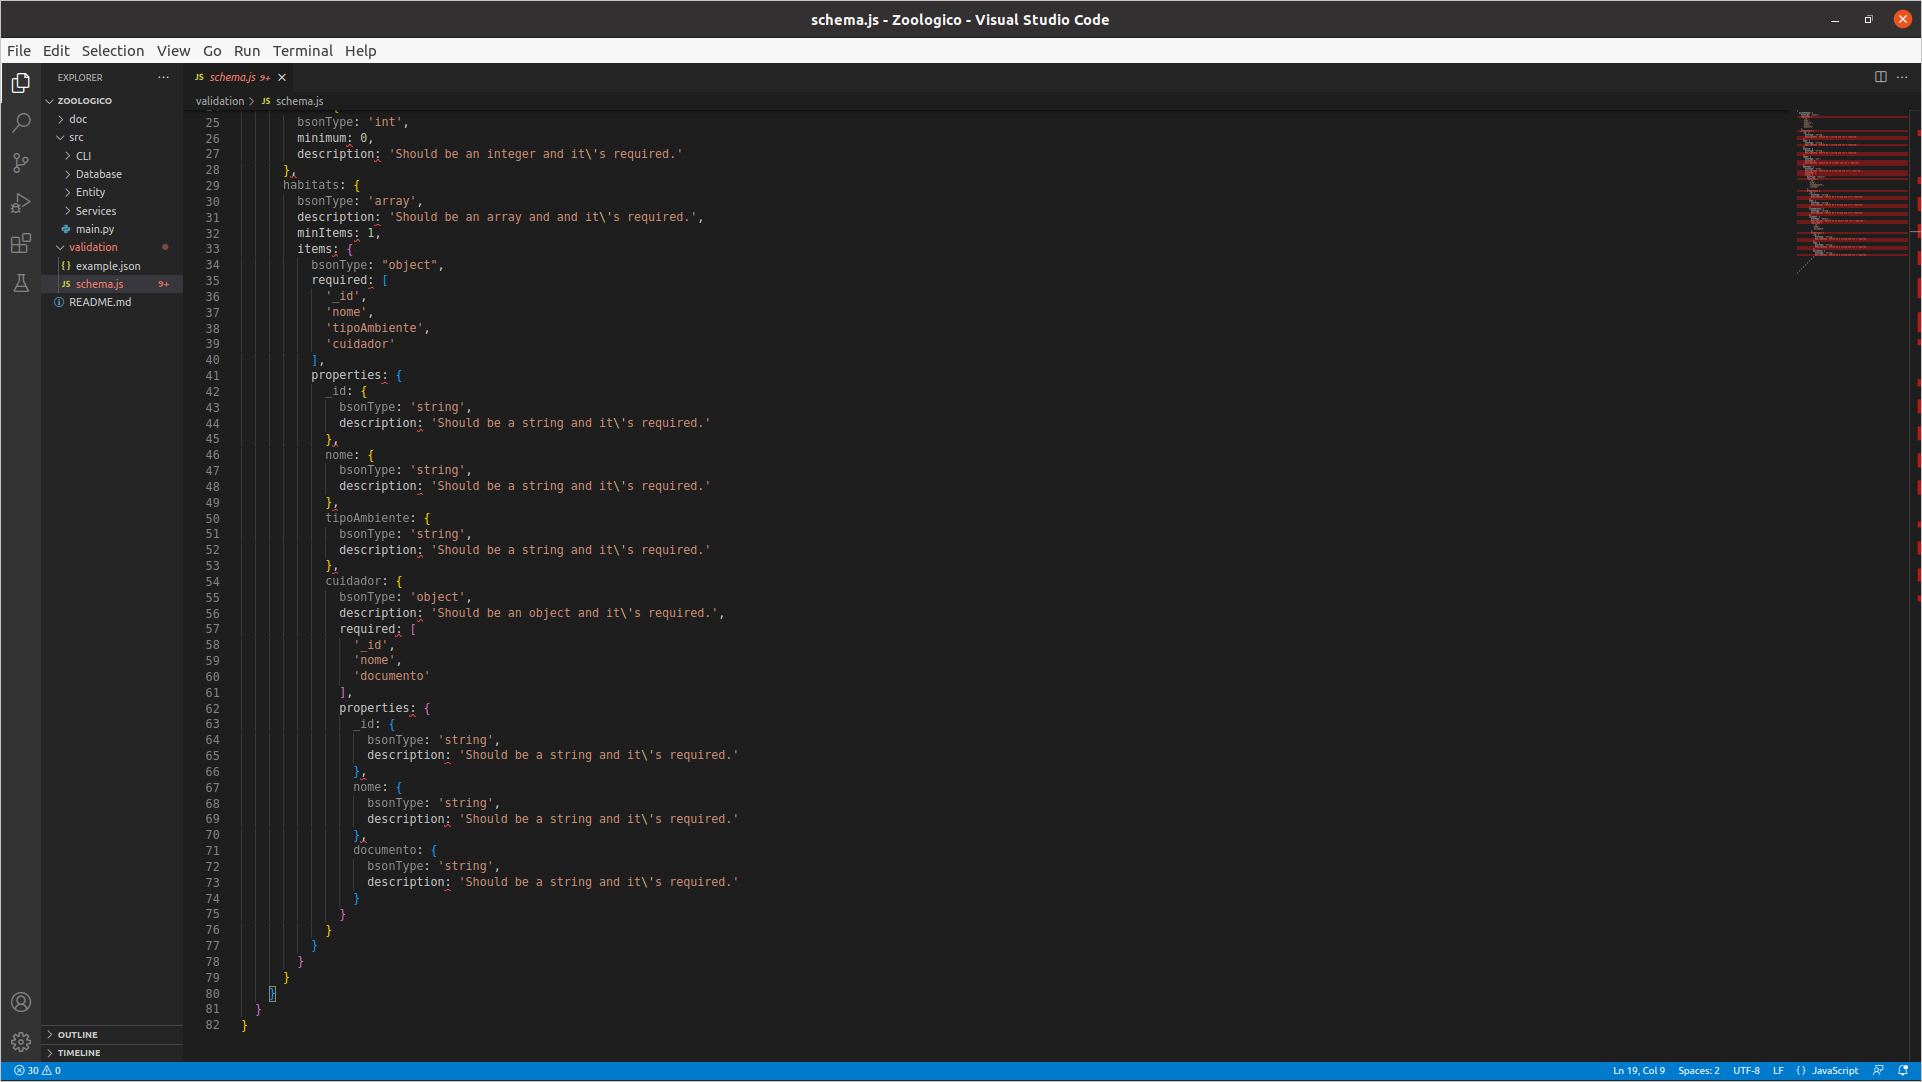 schema.js - Zoologico - Visual Studio Code
File Edit Selection View Go Run Terminal Help
EXPLORER
ZOOLOGICO
doc
src
CLI
Database
Entity
Services
main.py
validation
example.json
schema.js 9+
README.md
OUTLINE
TIMELINE
JS schema.js 9+
validation > JS schema.js
25 bsonType: 'int',
26 minimum: 0,
27 description: 'Should be an integer and it\'s required.'
28 },
29 habitats: {
30 bsonType: 'array',
31 description: 'Should be an array and and it\'s required.',
32 minItems: 1,
33 items: {
34 bsonType: "object",
35 required: [
36 '_id',
37 'nome',
38 'tipoAmbiente',
39 'cuidador'
40 ],
41 properties: {
42 _id: {
43 bsonType: 'string',
44 description: 'Should be a string and it\'s required.'
45 },
46 nome: {
47 bsonType: 'string',
48 description: 'Should be a string and it\'s required.'
49 },
50 tipoAmbiente: {
51 bsonType: 'string',
52 description: 'Should be a string and it\'s required.'
53 },
54 cuidador: {
55 bsonType: 'object',
56 description: 'Should be an object and it\'s required.',
57 required: [
58 '_id',
59 'nome',
60 'documento'
61 ],
62 properties: {
63 _id: {
64 bsonType: 'string',
65 description: 'Should be a string and it\'s required.'
66 },
67 nome: {
68 bsonType: 'string',
69 description: 'Should be a string and it\'s required.'
70 },
71 documento: {
72 bsonType: 'string',
73 description: 'Should be a string and it\'s required.'
74 }
75 }
76 }
77 }
78 }
79 }
80 }
81 }
82 }
30 0
Ln 19, Col 9 Spaces: 2 UTF-8 LF {} JavaScript